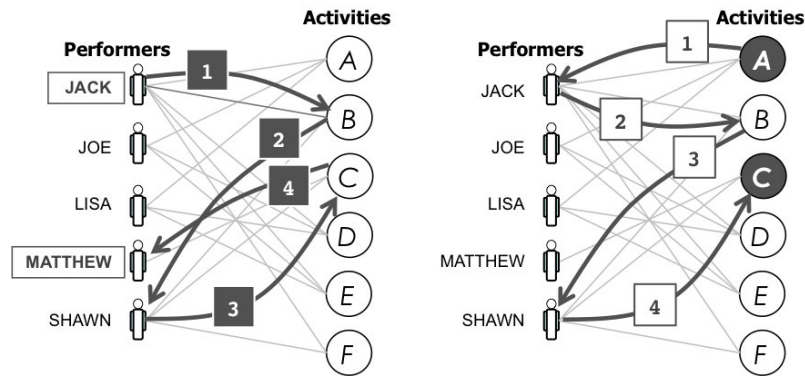 Activities
Performers
JACK
JOE
LISA
MATTHEW
SHAWN
1
2
4
3
A
B
C
D
E
F
Activities
Performers
JACK
JOE
LISA
MATTHEW
SHAWN
1
2
3
4
A
B
C
D
E
F